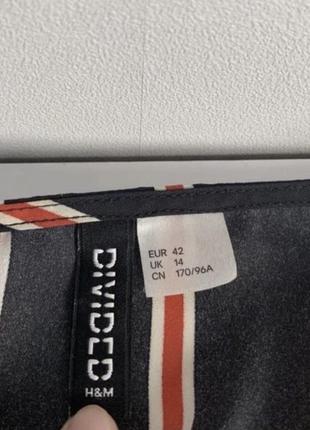 DIVIDED
H&M
EUR 42
UK 14
CN 170/96A